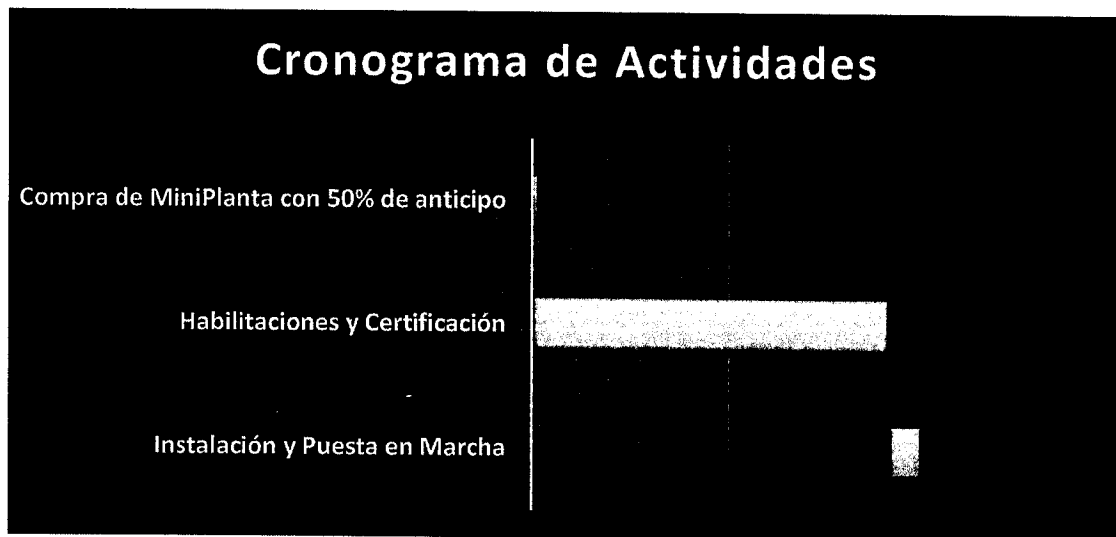 Cronograma de Actividades
Compra de MiniPlanta con 50% de anticipo
Habilitaciones y Certificación
Instalación y Puesta en Marcha